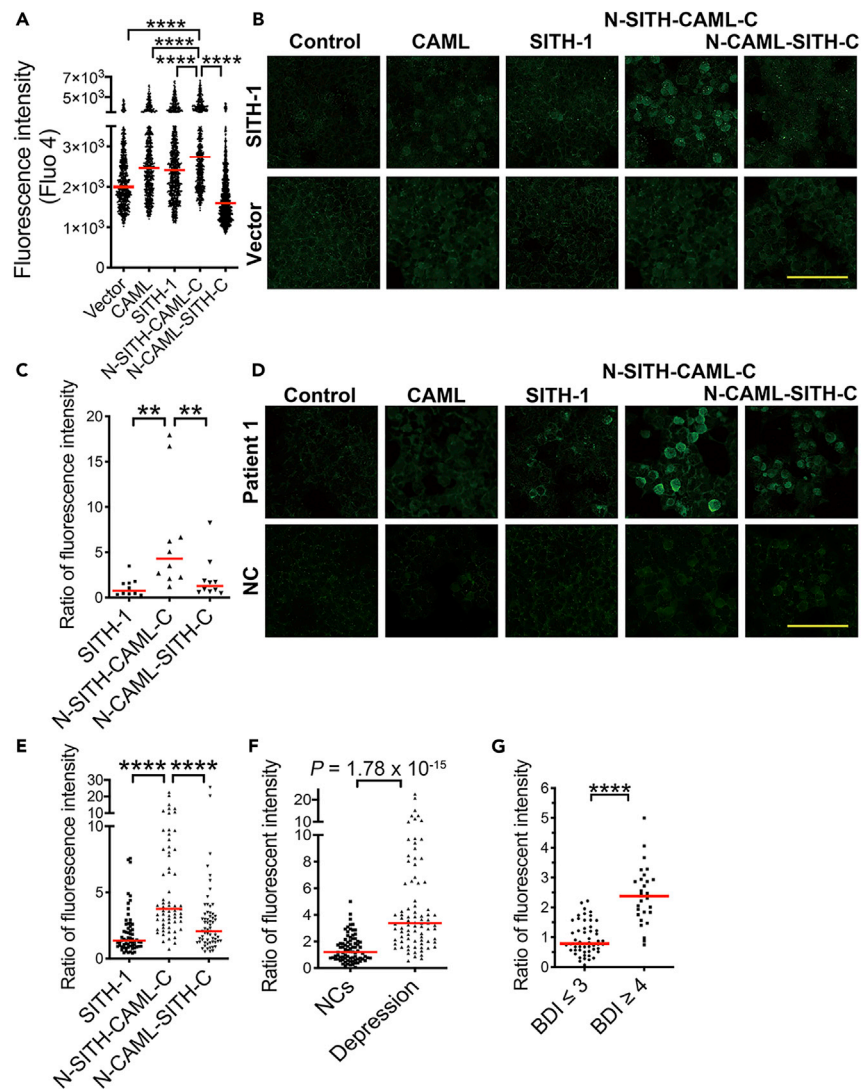 A
****
****
****
****
Fluorescence intensity
(Fluo 4)
7×10³
5×10³
3×10³
2×10³
1×10³
0
Vector
CAML
SITH-1
N-SITH-CAML-C
N-CAML-SITH-C
B
N-SITH-CAML-C
Control
CAML
SITH-1
N-CAML-SITH-C
SITH-1
Vector
C
**
**
Ratio of fluorescence intensity
20
15
10
5
0
SITH-1
N-SITH-CAML-C
N-CAML-SITH-C
D
N-SITH-CAML-C
Control
CAML
SITH-1
N-CAML-SITH-C
Patient 1
NC
E
****
****
Ratio of fluorescence intensity
30
20
10
10
5
0
SITH-1
N-SITH-CAML-C
N-CAML-SITH-C
F
P = 1.78 x 10⁻¹⁵
Ratio of fluorescent intensity
20
10
10
8
6
4
2
0
NCs
Depression
G
****
Ratio of fluorescent intensity
6
5
4
3
2
1
0
BDI ≤ 3
BDI ≥ 4